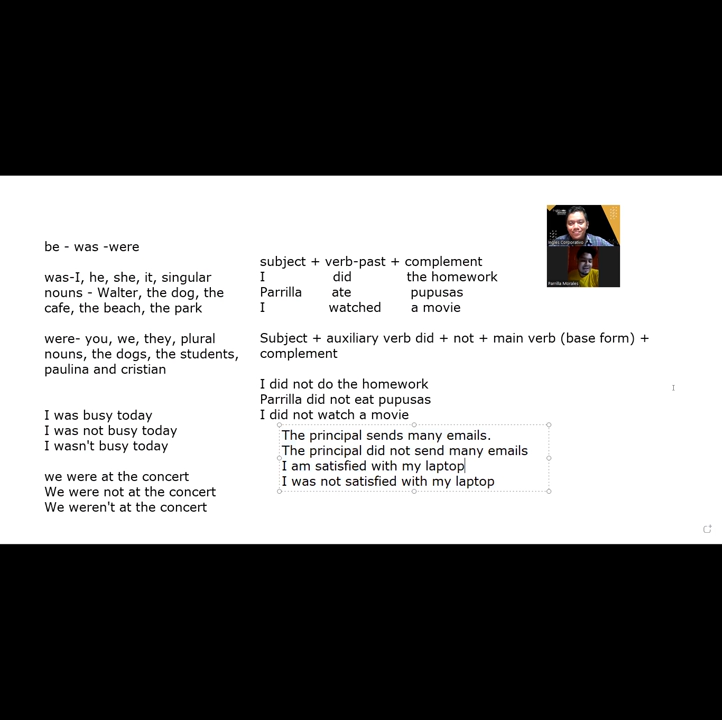 be - was -were
was-I, he, she, it, singular
nouns - Walter, the dog, the
cafe, the beach, the park
were- you, we, they, plural
nouns, the dogs, the students,
paulina and cristian
I was busy today
I was not busy today
I wasn't busy today
we were at the concert
We were not at the concert
We weren't at the concert
subject + verb-past + complement
I did the homework
Parrilla ate pupusas
I watched a movie
Subject + auxiliary verb did + not + main verb (base form) +
complement
I did not do the homework
Parrilla did not eat pupusas
I did not watch a movie
The principal sends many emails.
The principal did not send many emails
I am satisfied with my laptop
I was not satisfied with my laptop
Ingles Corporativo
Parrilla Morales